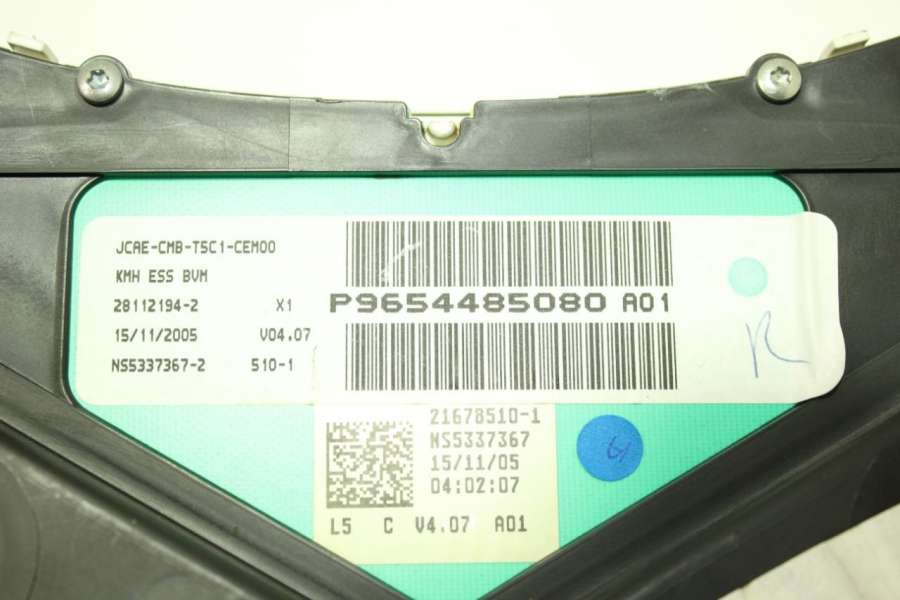 JCAE-CMB-T5C1-CEM00
KMH ESS BVM
28112194-2 X1
15/11/2005 V04.07
NS5337367-2 510-1
P9654485080 A01
R
21678510-1
NS5337367
15/11/05
04:02:07
L5 C V4.07 A01